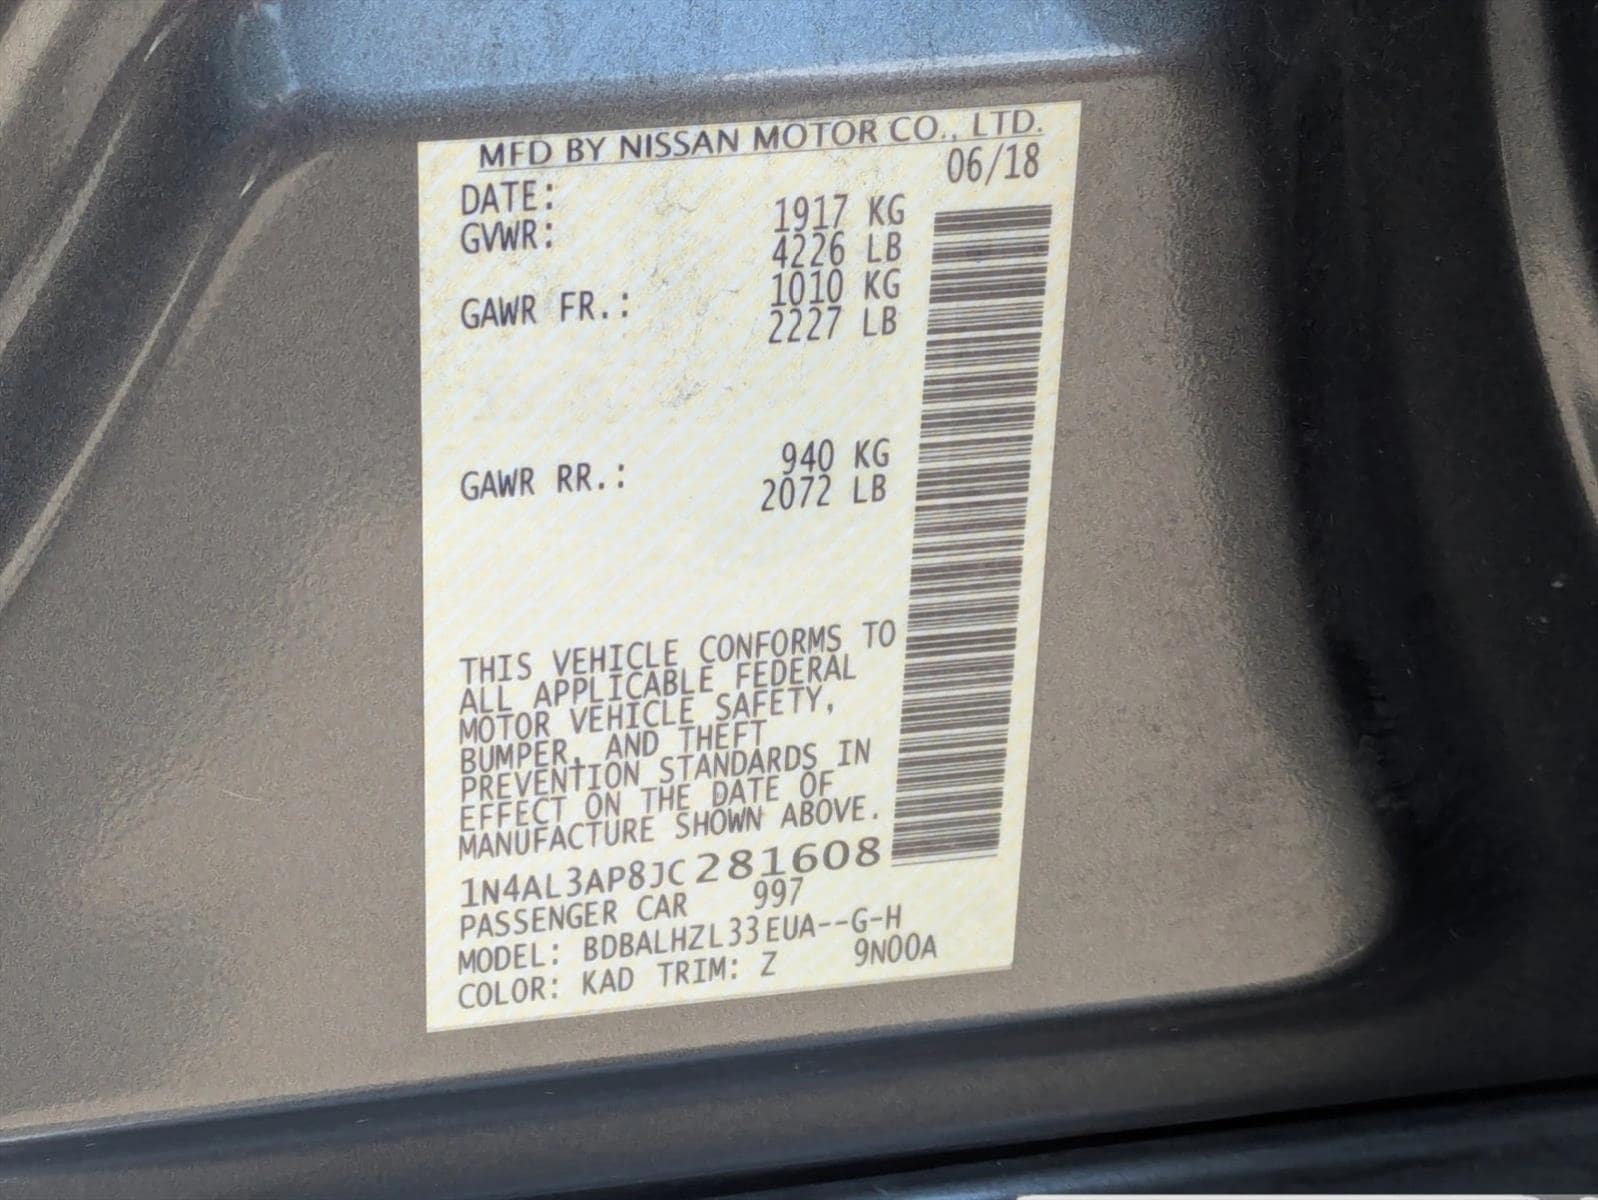 MFD BY NISSAN MOTOR CO., LTD.
DATE: 06/18
GVWR: 1917 KG
4226 LB
GAWR FR.: 1010 KG
2227 LB
GAWR RR.: 940 KG
2072 LB
THIS VEHICLE CONFORMS TO
ALL APPLICABLE FEDERAL
MOTOR VEHICLE SAFETY,
BUMPER, AND THEFT
PREVENTION STANDARDS IN
EFFECT ON THE DATE OF
MANUFACTURE SHOWN ABOVE.
1N4AL3AP8JC281608
PASSENGER CAR 997
MODEL: BDBALHZL33EUA--G-H
COLOR: KAD TRIM: Z 9N00A